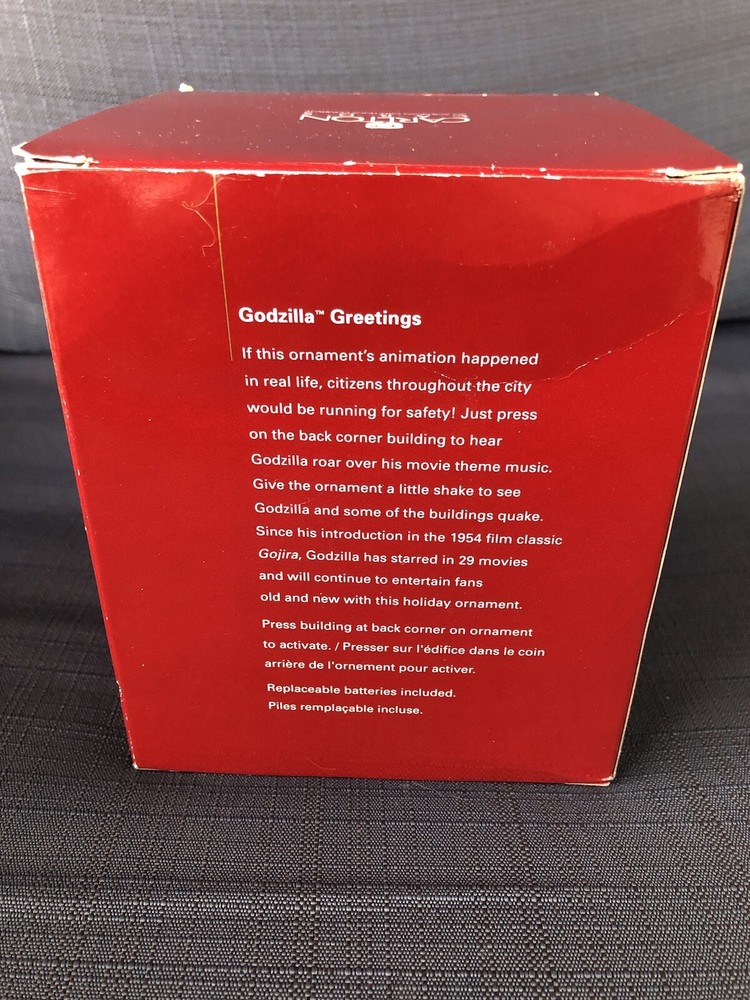 CARLTON
Godzilla™ Greetings
If this ornament's animation happened
in real life, citizens throughout the city
would be running for safety! Just press
on the back corner building to hear
Godzilla roar over his movie theme music.
Give the ornament a little shake to see
Godzilla and some of the buildings quake.
Since his introduction in the 1954 film classic
Gojira, Godzilla has starred in 29 movies
and will continue to entertain fans
old and new with this holiday ornament.
Press building at back corner on ornament
to activate. / Presser sur l'édifice dans le coin
arrière de l'ornement pour activer.
Replaceable batteries included.
Piles remplaçable incluse.